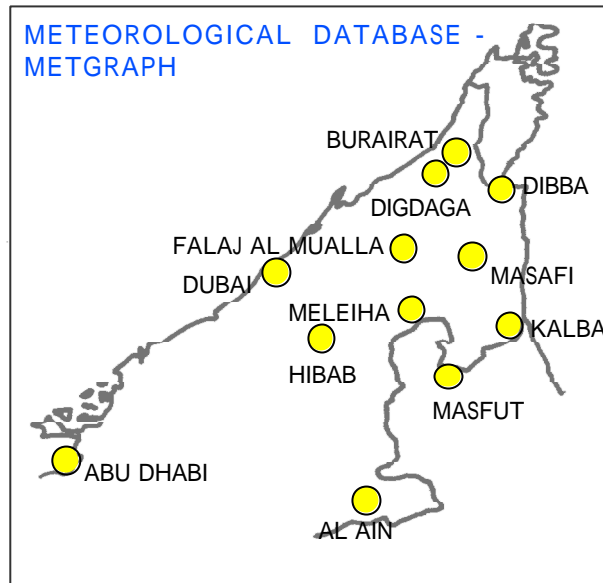 METEOROLOGICAL DATABASE -
METGRAPH
BURAIRAT
DIBBA
DIGDAGA
FALAJ AL MUALLA
MASAFI
DUBAI
MELEIHA
KALBA
HIBAB
MASFUT
ABU DHABI
AL AIN